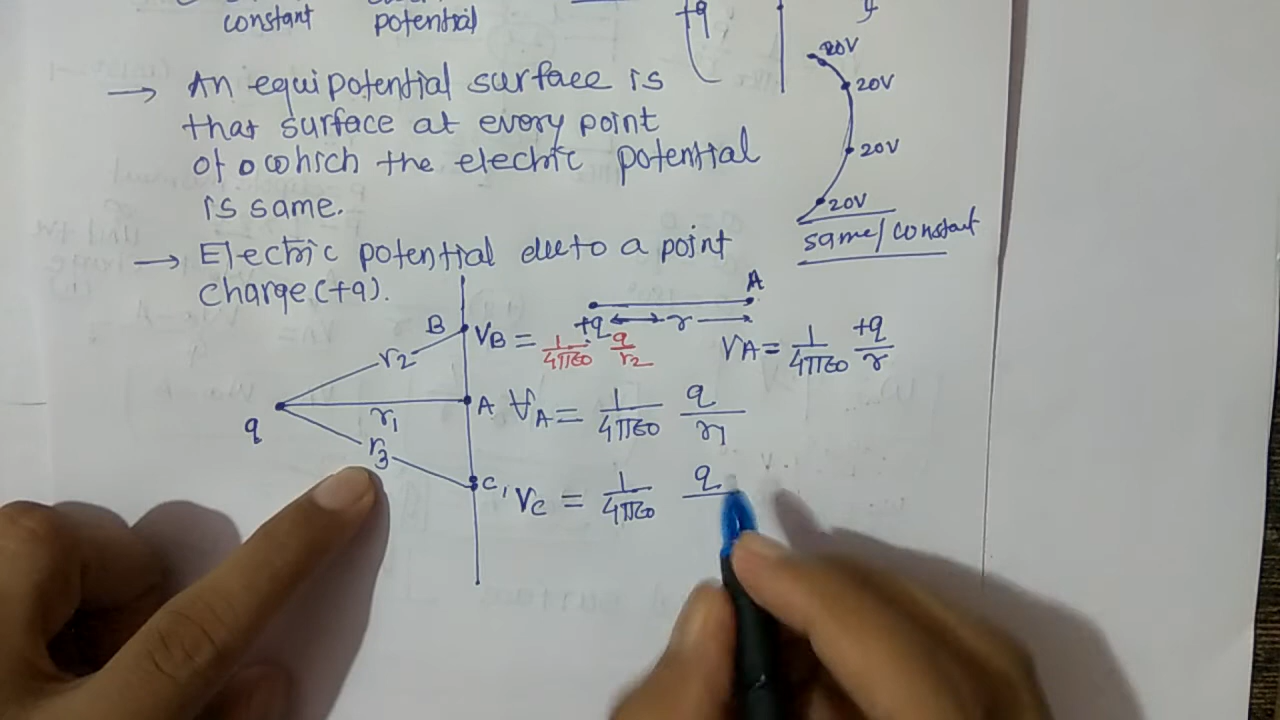 constant potential
+q
→ An equipotential surface is
that surface at every point
of which the electric potential
is same.
20V
20V
20V
20V
same/constant
→ Electric potential due to a point
charge (+q).
A
+q r
VA = 1/4πε0 +q/r
B VB = 1/4πε0 q/r2
r2
q r1 A VA = 1/4πε0 q/r1
r3
C, VC = 1/4πε0 q